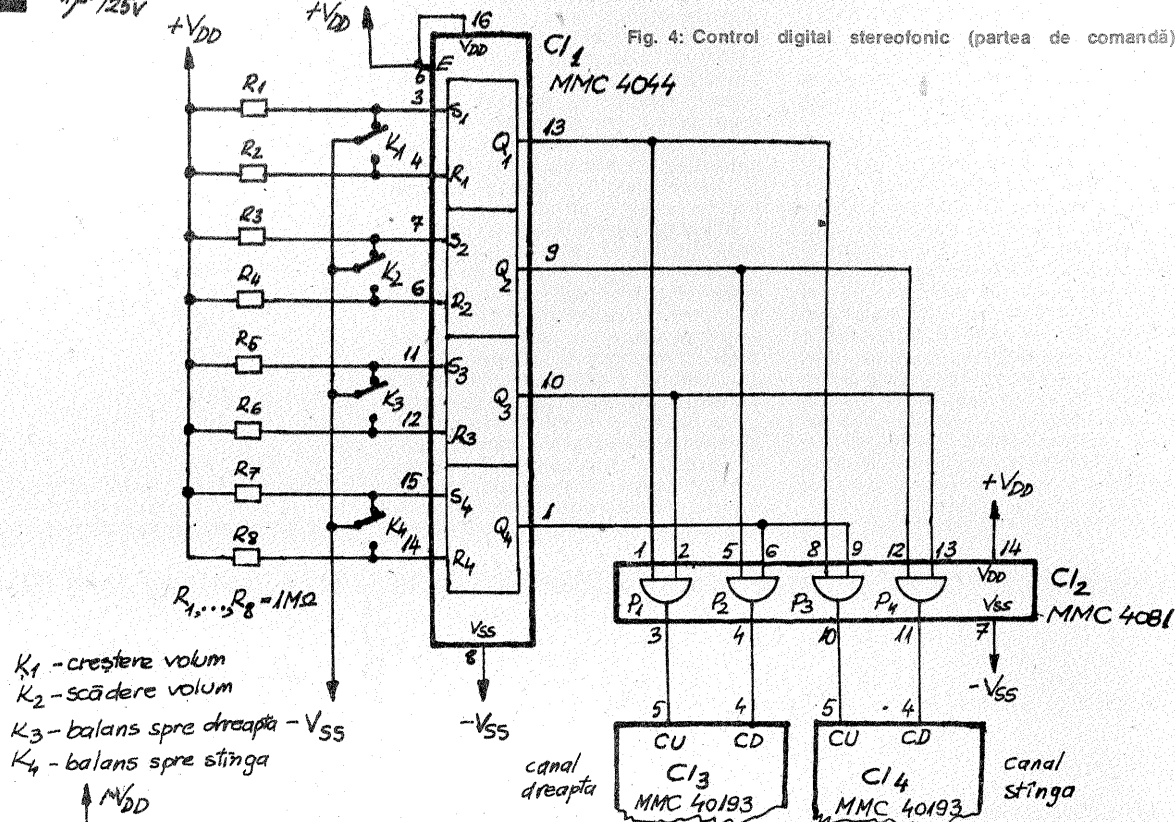 1µF/25V
+VDD
+VDD
16
VDD
CI1
MMC 4044
Fig. 4: Control digital stereofonic (partea de comandă)
6
E
R1
3
S1
K1
Q1
13
R2
4
R1
R3
7
S2
K2
Q2
9
R4
6
R2
R5
11
S3
K3
Q3
10
R6
12
R3
R7
15
S4
K4
Q4
1
R8
14
R4
R1,...,R8=1MΩ
VSS
8
-VSS
-VSS
+VDD
1 2 5 6 8 9 12 13 14
P1 P2 P3 P4
VDD
VSS
CI2
MMC 4081
3 4 10 11 7
-VSS
K1 - creştere volum
K2 - scădere volum
K3 - balans spre dreapta
K4 - balans spre stînga
5 4 5 4
CU CD CU CD
canal dreapta
CI3
MMC 40193
CI4
MMC 40193
canal stînga
VDD